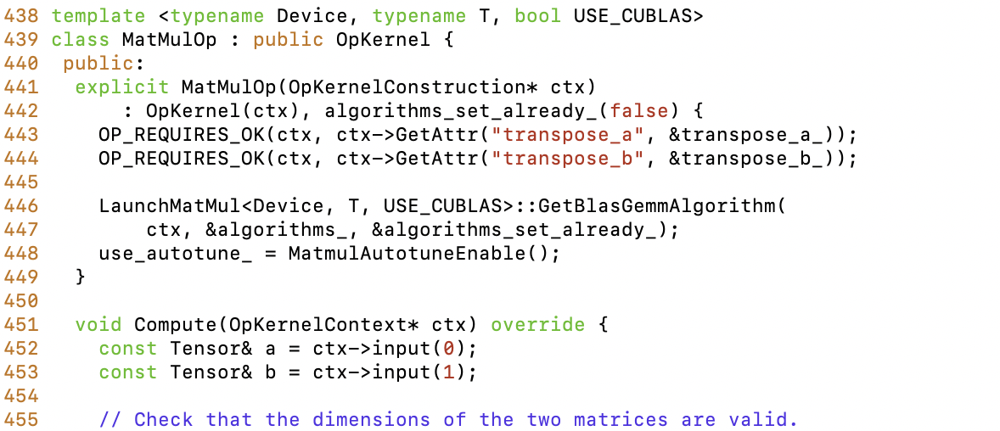 438 template <typename Device, typename T, bool USE_CUBLAS>
439 class MatMulOp : public OpKernel {
440  public:
441   explicit MatMulOp(OpKernelConstruction* ctx)
442       : OpKernel(ctx), algorithms_set_already_(false) {
443     OP_REQUIRES_OK(ctx, ctx->GetAttr("transpose_a", &transpose_a_));
444     OP_REQUIRES_OK(ctx, ctx->GetAttr("transpose_b", &transpose_b_));
445
446     LaunchMatMul<Device, T, USE_CUBLAS>::GetBlasGemmAlgorithm(
447         ctx, &algorithms_, &algorithms_set_already_);
448     use_autotune_ = MatmulAutotuneEnable();
449   }
450
451   void Compute(OpKernelContext* ctx) override {
452     const Tensor& a = ctx->input(0);
453     const Tensor& b = ctx->input(1);
454
455     // Check that the dimensions of the two matrices are valid.